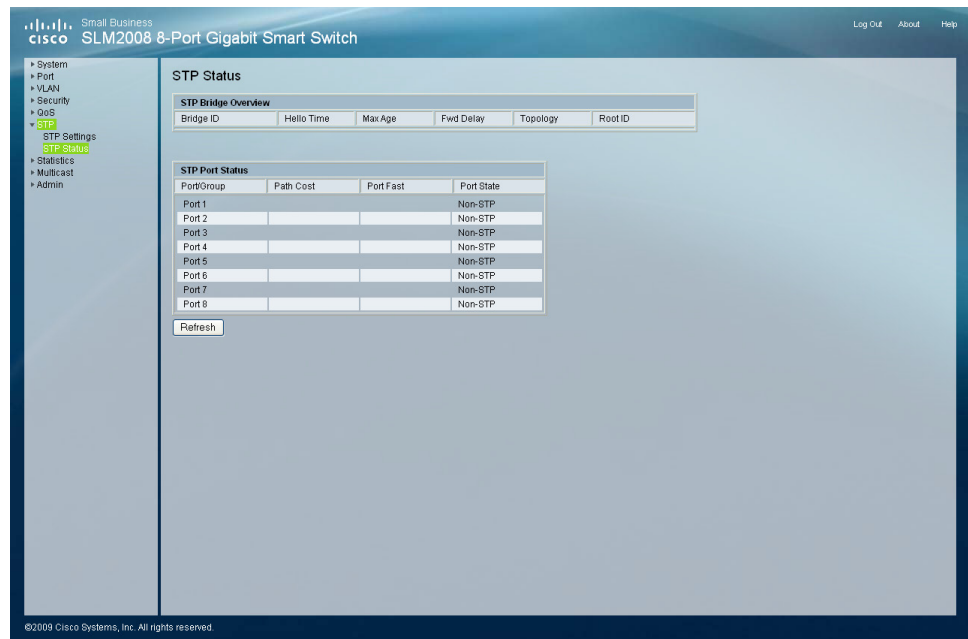 Small Business
CISCO SLM2008 8-Port Gigabit Smart Switch
Log Out About Help
System
Port
VLAN
Security
QoS
STP
STP Settings
STP Status
Statistics
Multicast
Admin
STP Status
STP Bridge Overview
Bridge ID Hello Time Max Age Fwd Delay Topology Root ID
STP Port Status
Port/Group Path Cost Port Fast Port State
Port 1 Non-STP
Port 2 Non-STP
Port 3 Non-STP
Port 4 Non-STP
Port 5 Non-STP
Port 6 Non-STP
Port 7 Non-STP
Port 8 Non-STP
Refresh
©2009 Cisco Systems, Inc. All rights reserved.